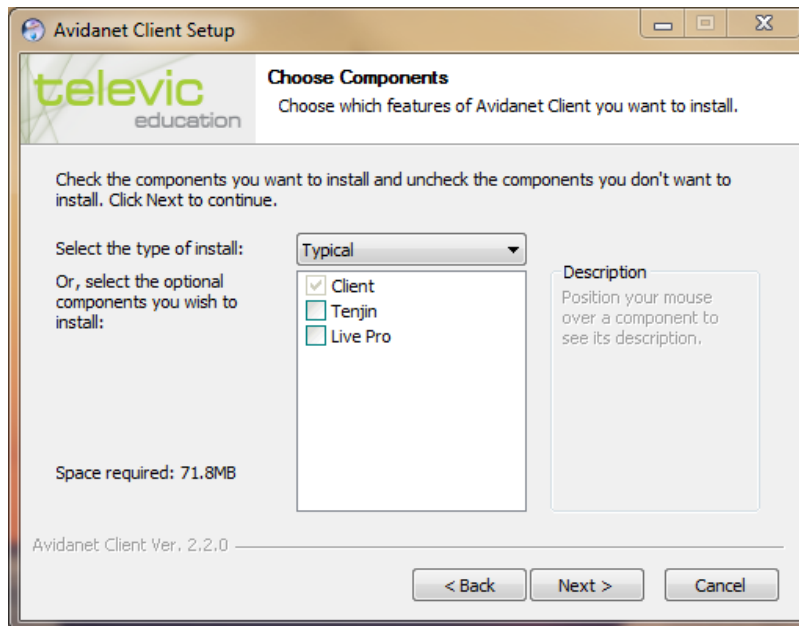 Avidanet Client Setup
televic
education
Choose Components
Choose which features of Avidanet Client you want to install.
Check the components you want to install and uncheck the components you don't want to
install. Click Next to continue.
Select the type of install:
Typical
Or, select the optional
components you wish to
install:
Client
Tenjin
Live Pro
Description
Position your mouse
over a component to
see its description.
Space required: 71.8MB
Avidanet Client Ver. 2.2.0
< Back
Next >
Cancel